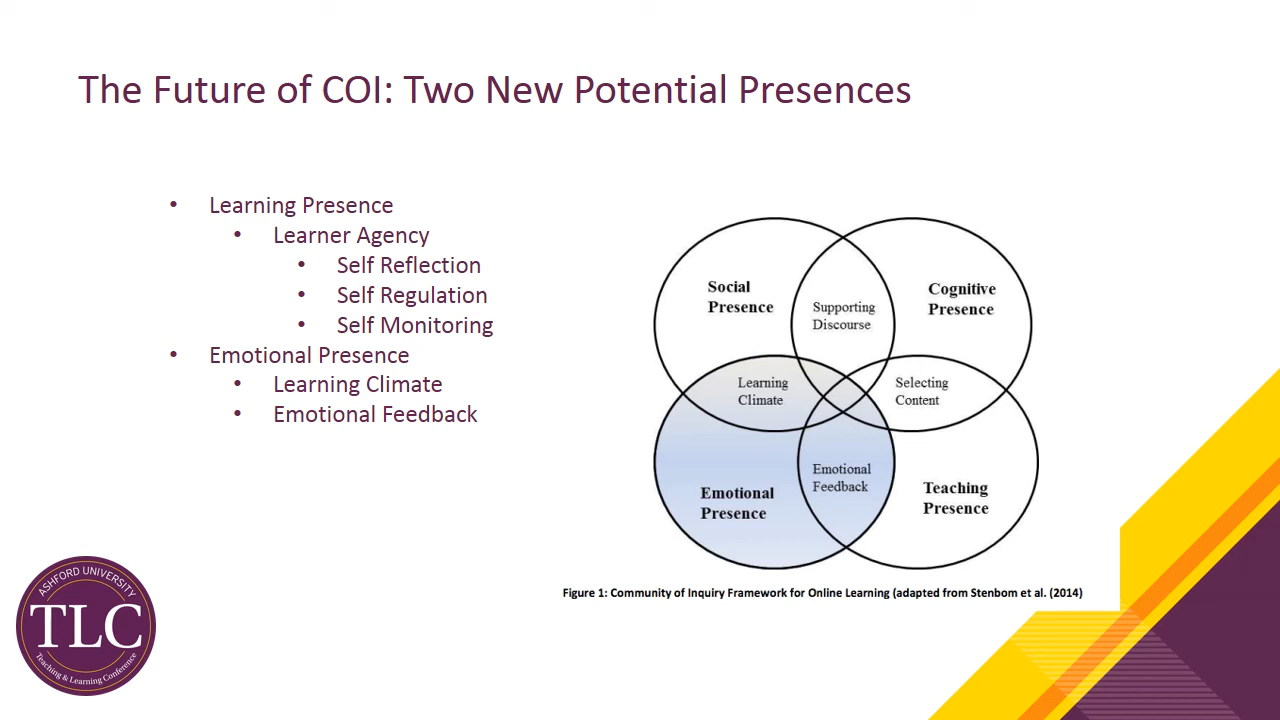 The Future of COI: Two New Potential Presences
• Learning Presence
• Learner Agency
• Self Reflection
• Self Regulation
• Self Monitoring
• Emotional Presence
• Learning Climate
• Emotional Feedback
Social
Presence
Cognitive
Presence
Supporting
Discourse
Learning
Climate
Selecting
Content
Emotional
Feedback
Emotional
Presence
Teaching
Presence
Figure 1: Community of Inquiry Framework for Online Learning (adapted from Stenbom et al. (2014)
ASHFORD UNIVERSITY
TLC
Teaching & Learning Conference